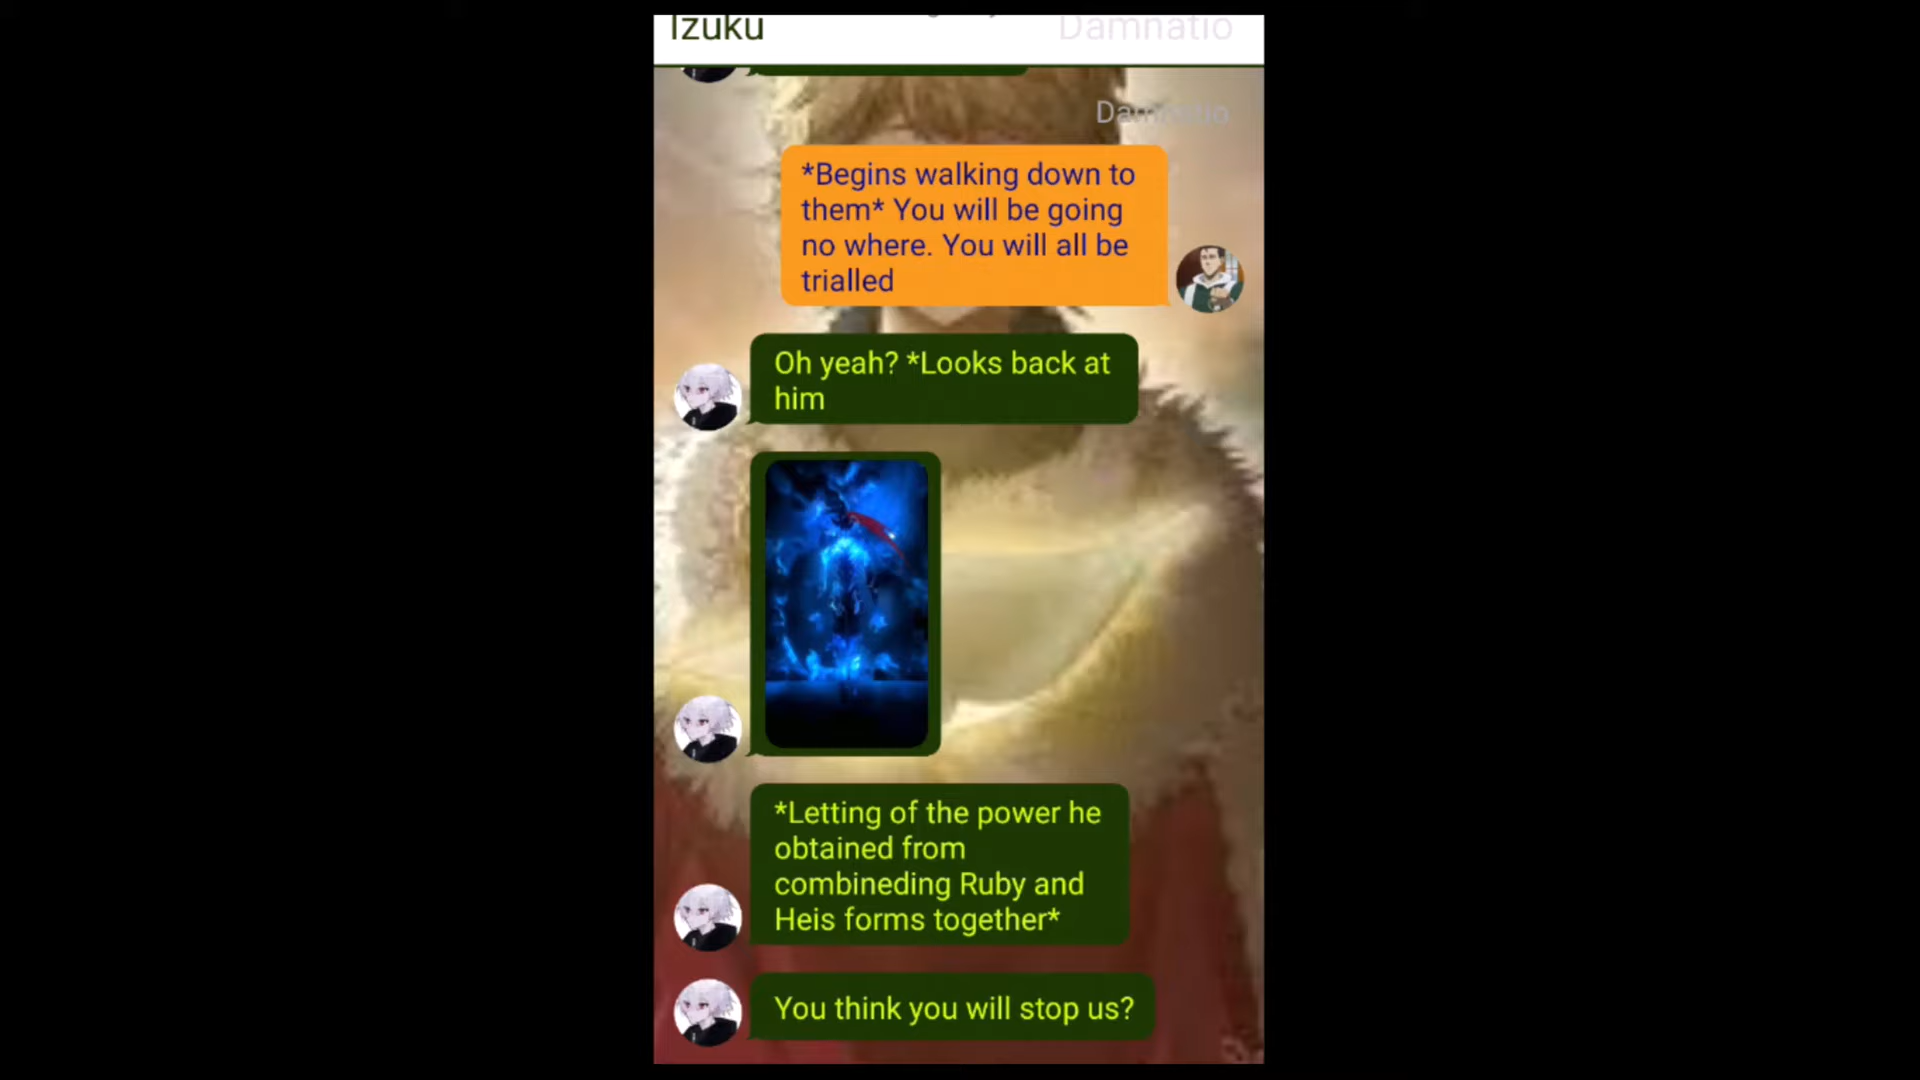 Izuku
Damnatio
Damnatio
*Begins walking down to
them* You will be going
no where. You will all be
trialled
Oh yeah? *Looks back at
him
*Letting of the power he
obtained from
combineding Ruby and
Heis forms together*
You think you will stop us?